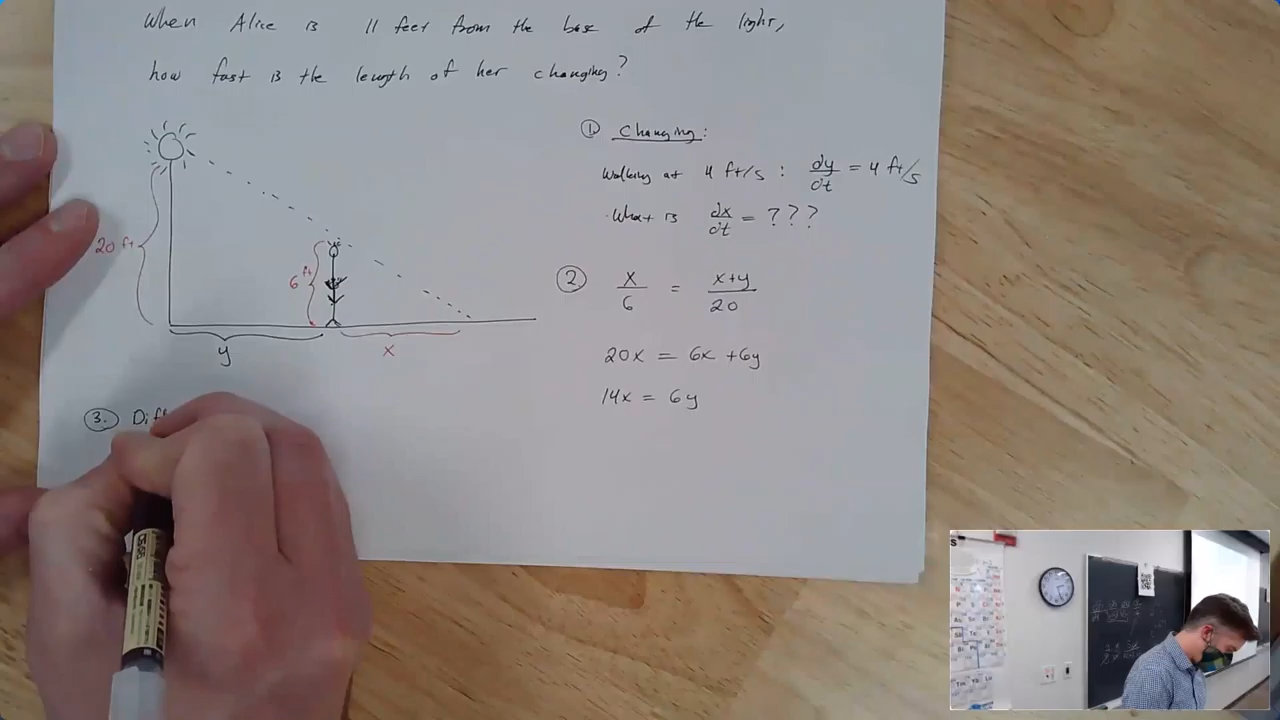 When Alice is 11 feet from the base of the light,
how fast is the length of her changing?
① Changing:
Walking at 4 ft/s : dy/dt = 4 ft/s
· What is dx/dt = ???
20 ft
6 ft
y
x
② x/6 = x+y/20
20x = 6x + 6y
14x = 6y
3. Dif